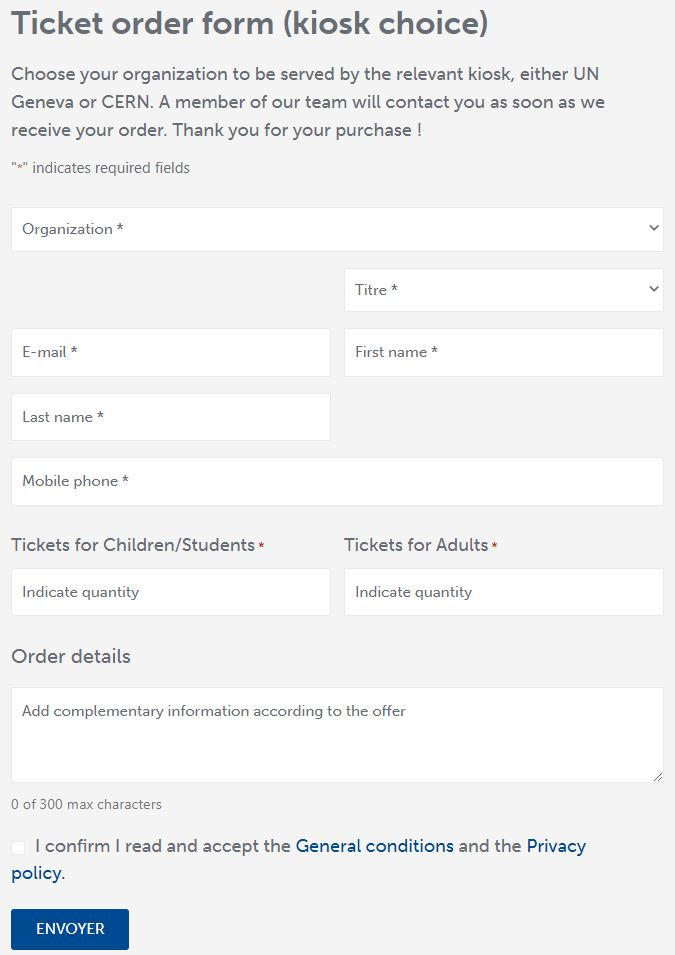 Ticket order form (kiosk choice)
Choose your organization to be served by the relevant kiosk, either UN
Geneva or CERN. A member of our team will contact you as soon as we
receive your order. Thank you for your purchase !
"*" indicates required fields
Organization *
Titre *
E-mail *
First name *
Last name *
Mobile phone *
Tickets for Children/Students *
Tickets for Adults *
Indicate quantity
Indicate quantity
Order details
Add complementary information according to the offer
0 of 300 max characters
I confirm I read and accept the General conditions and the Privacy
policy.
ENVOYER